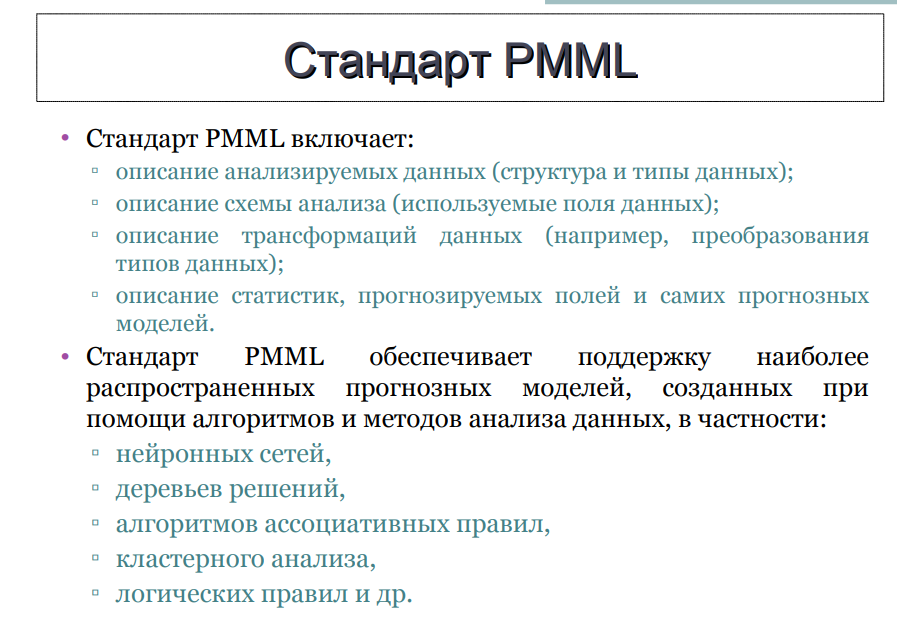 Стандарт PMML
• Стандарт PMML включает:
▫ описание анализируемых данных (структура и типы данных);
▫ описание схемы анализа (используемые поля данных);
▫ описание трансформаций данных (например, преобразования
типов данных);
▫ описание статистик, прогнозируемых полей и самих прогнозных
моделей.
• Стандарт PMML обеспечивает поддержку наиболее
распространенных прогнозных моделей, созданных при
помощи алгоритмов и методов анализа данных, в частности:
▫ нейронных сетей,
▫ деревьев решений,
▫ алгоритмов ассоциативных правил,
▫ кластерного анализа,
▫ логических правил и др.